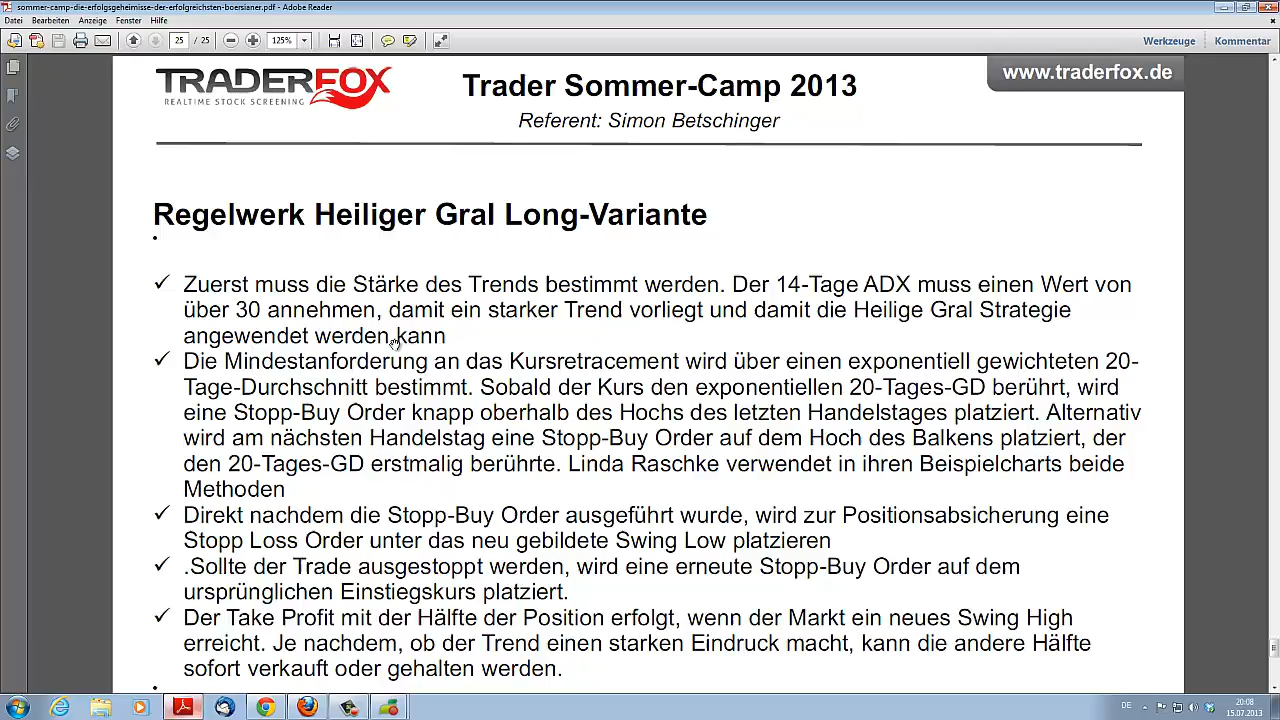 sommer-camp-die-erfolgsgeheimisse-der-erfolgreichsten-boersianer.pdf - Adobe Reader
Datei Bearbeiten Anzeige Fenster Hilfe
25 / 25 125% Werkzeuge Kommentar
TRADERFOX
REALTIME STOCK SCREENING
Trader Sommer-Camp 2013
www.traderfox.de
Referent: Simon Betschinger
Regelwerk Heiliger Gral Long-Variante
Zuerst muss die Stärke des Trends bestimmt werden. Der 14-Tage ADX muss einen Wert von
über 30 annehmen, damit ein starker Trend vorliegt und damit die Heilige Gral Strategie
angewendet werden kann
Die Mindestanforderung an das Kursretracement wird über einen exponentiell gewichteten 20-
Tage-Durchschnitt bestimmt. Sobald der Kurs den exponentiellen 20-Tages-GD berührt, wird
eine Stopp-Buy Order knapp oberhalb des Hochs des letzten Handelstages platziert. Alternativ
wird am nächsten Handelstag eine Stopp-Buy Order auf dem Hoch des Balkens platziert, der
den 20-Tages-GD erstmalig berührte. Linda Raschke verwendet in ihren Beispielcharts beide
Methoden
Direkt nachdem die Stopp-Buy Order ausgeführt wurde, wird zur Positionsabsicherung eine
Stopp Loss Order unter das neu gebildete Swing Low platzieren
.Sollte der Trade ausgestoppt werden, wird eine erneute Stopp-Buy Order auf dem
ursprünglichen Einstiegskurs platziert.
Der Take Profit mit der Hälfte der Position erfolgt, wenn der Markt ein neues Swing High
erreicht. Je nachdem, ob der Trend einen starken Eindruck macht, kann die andere Hälfte
sofort verkauft oder gehalten werden.
DE
20:08
15.07.2013